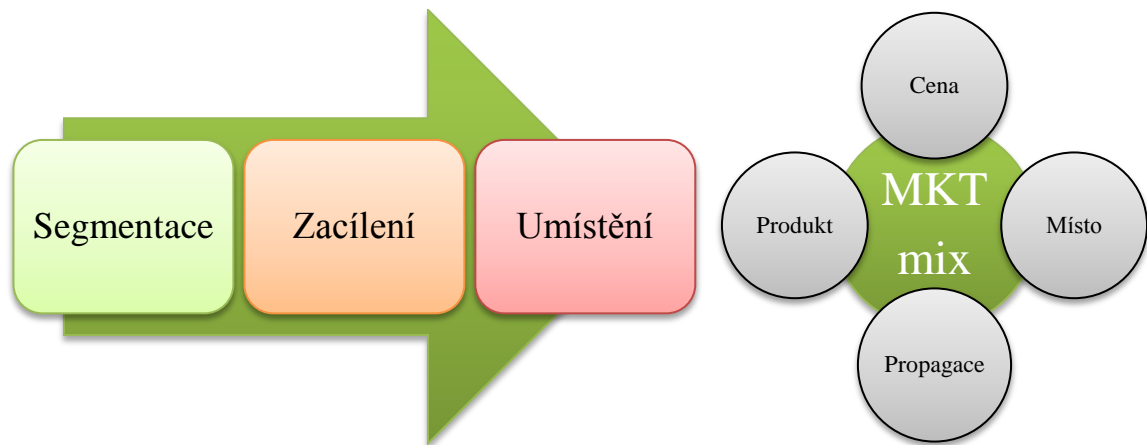 Segmentace
Zacílení
Umístění
Cena
Produkt
MKT
mix
Místo
Propagace